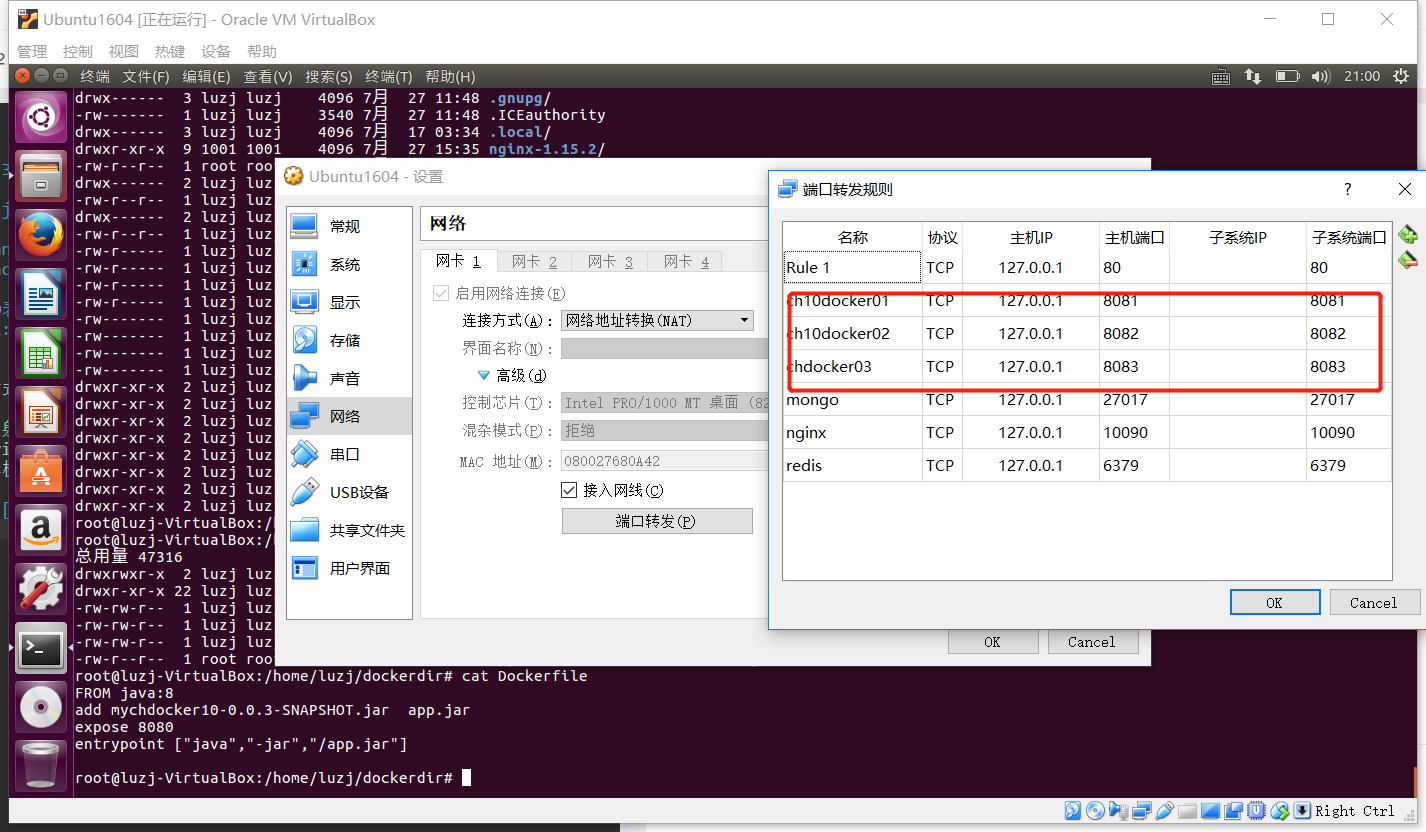 Ubuntu1604 [正在运行] - Oracle VM VirtualBox
管理 控制 视图 热键 设备 帮助
终端 文件(F) 编辑(E) 查看(V) 搜索(S) 终端(T) 帮助(H) 21:00
drwx------ 3 luzj luzj 4096 7月 27 11:48 .gnupg/
-rw------- 1 luzj luzj 3540 7月 27 11:48 .ICEauthority
drwx------ 3 luzj luzj 4096 7月 17 03:34 .local/
drwxr-xr-x 9 1001 1001 4096 7月 27 15:35 nginx-1.15.2/
-rw-r--r-- 1 root roo
drwx------ 2 luzj luz
-rw-r--r-- 1 luzj luz
drwx------ 2 luzj luz
-rw-r--r-- 1 luzj luz
-rw------- 1 luzj luz
-rw------- 1 luzj luz
-rw------- 1 luzj luz
-rw------- 1 luzj luz
-rw------- 1 luzj luz
-rw------- 1 luzj luz
-rw------- 1 luzj luz
-rw------- 1 luzj luz
drwxr-xr-x 2 luzj luz
drwxr-xr-x 2 luzj luz
drwxr-xr-x 2 luzj luz
drwxr-xr-x 2 luzj luz
drwxr-xr-x 2 luzj luz
drwxr-xr-x 2 luzj luz
drwxr-xr-x 2 luzj luz
drwxr-xr-x 2 luzj luz
root@luzj-VirtualBox:/h
root@luzj-VirtualBox:/h
总用量 47316
drwxrwxr-x 2 luzj luz
drwxr-xr-x 22 luzj luz
-rw-rw-r-- 1 luzj luz
-rw-r--r-- 1 luzj luz
-rw-rw-r-- 1 luzj luz
-rw-r--r-- 1 root roo
root@luzj-VirtualBox:/home/luzj/dockerdir# cat Dockerfile
FROM java:8
add mychdocker10-0.0.3-SNAPSHOT.jar app.jar
expose 8080
entrypoint ["java","-jar","/app.jar"]
root@luzj-VirtualBox:/home/luzj/dockerdir#
Ubuntu1604 - 设置
常规
系统
显示
存储
声音
网络
串口
USB设备
共享文件夹
用户界面
网络
网卡 1 网卡 2 网卡 3 网卡 4
启用网络连接(E)
连接方式(A): 网络地址转换(NAT)
界面名称(N):
高级(d)
控制芯片(T): Intel PRO/1000 MT 桌面 (82
混杂模式(P): 拒绝
MAC 地址(M): 080027680A42
接入网线(C)
端口转发(P)
OK Cancel
端口转发规则 ?
名称 协议 主机IP 主机端口 子系统IP 子系统端口
Rule 1 TCP 127.0.0.1 80 80
ch10docker01 TCP 127.0.0.1 8081 8081
ch10docker02 TCP 127.0.0.1 8082 8082
chdocker03 TCP 127.0.0.1 8083 8083
mongo TCP 127.0.0.1 27017 27017
nginx TCP 127.0.0.1 10090 10090
redis TCP 127.0.0.1 6379 6379
OK Cancel
Right Ctrl